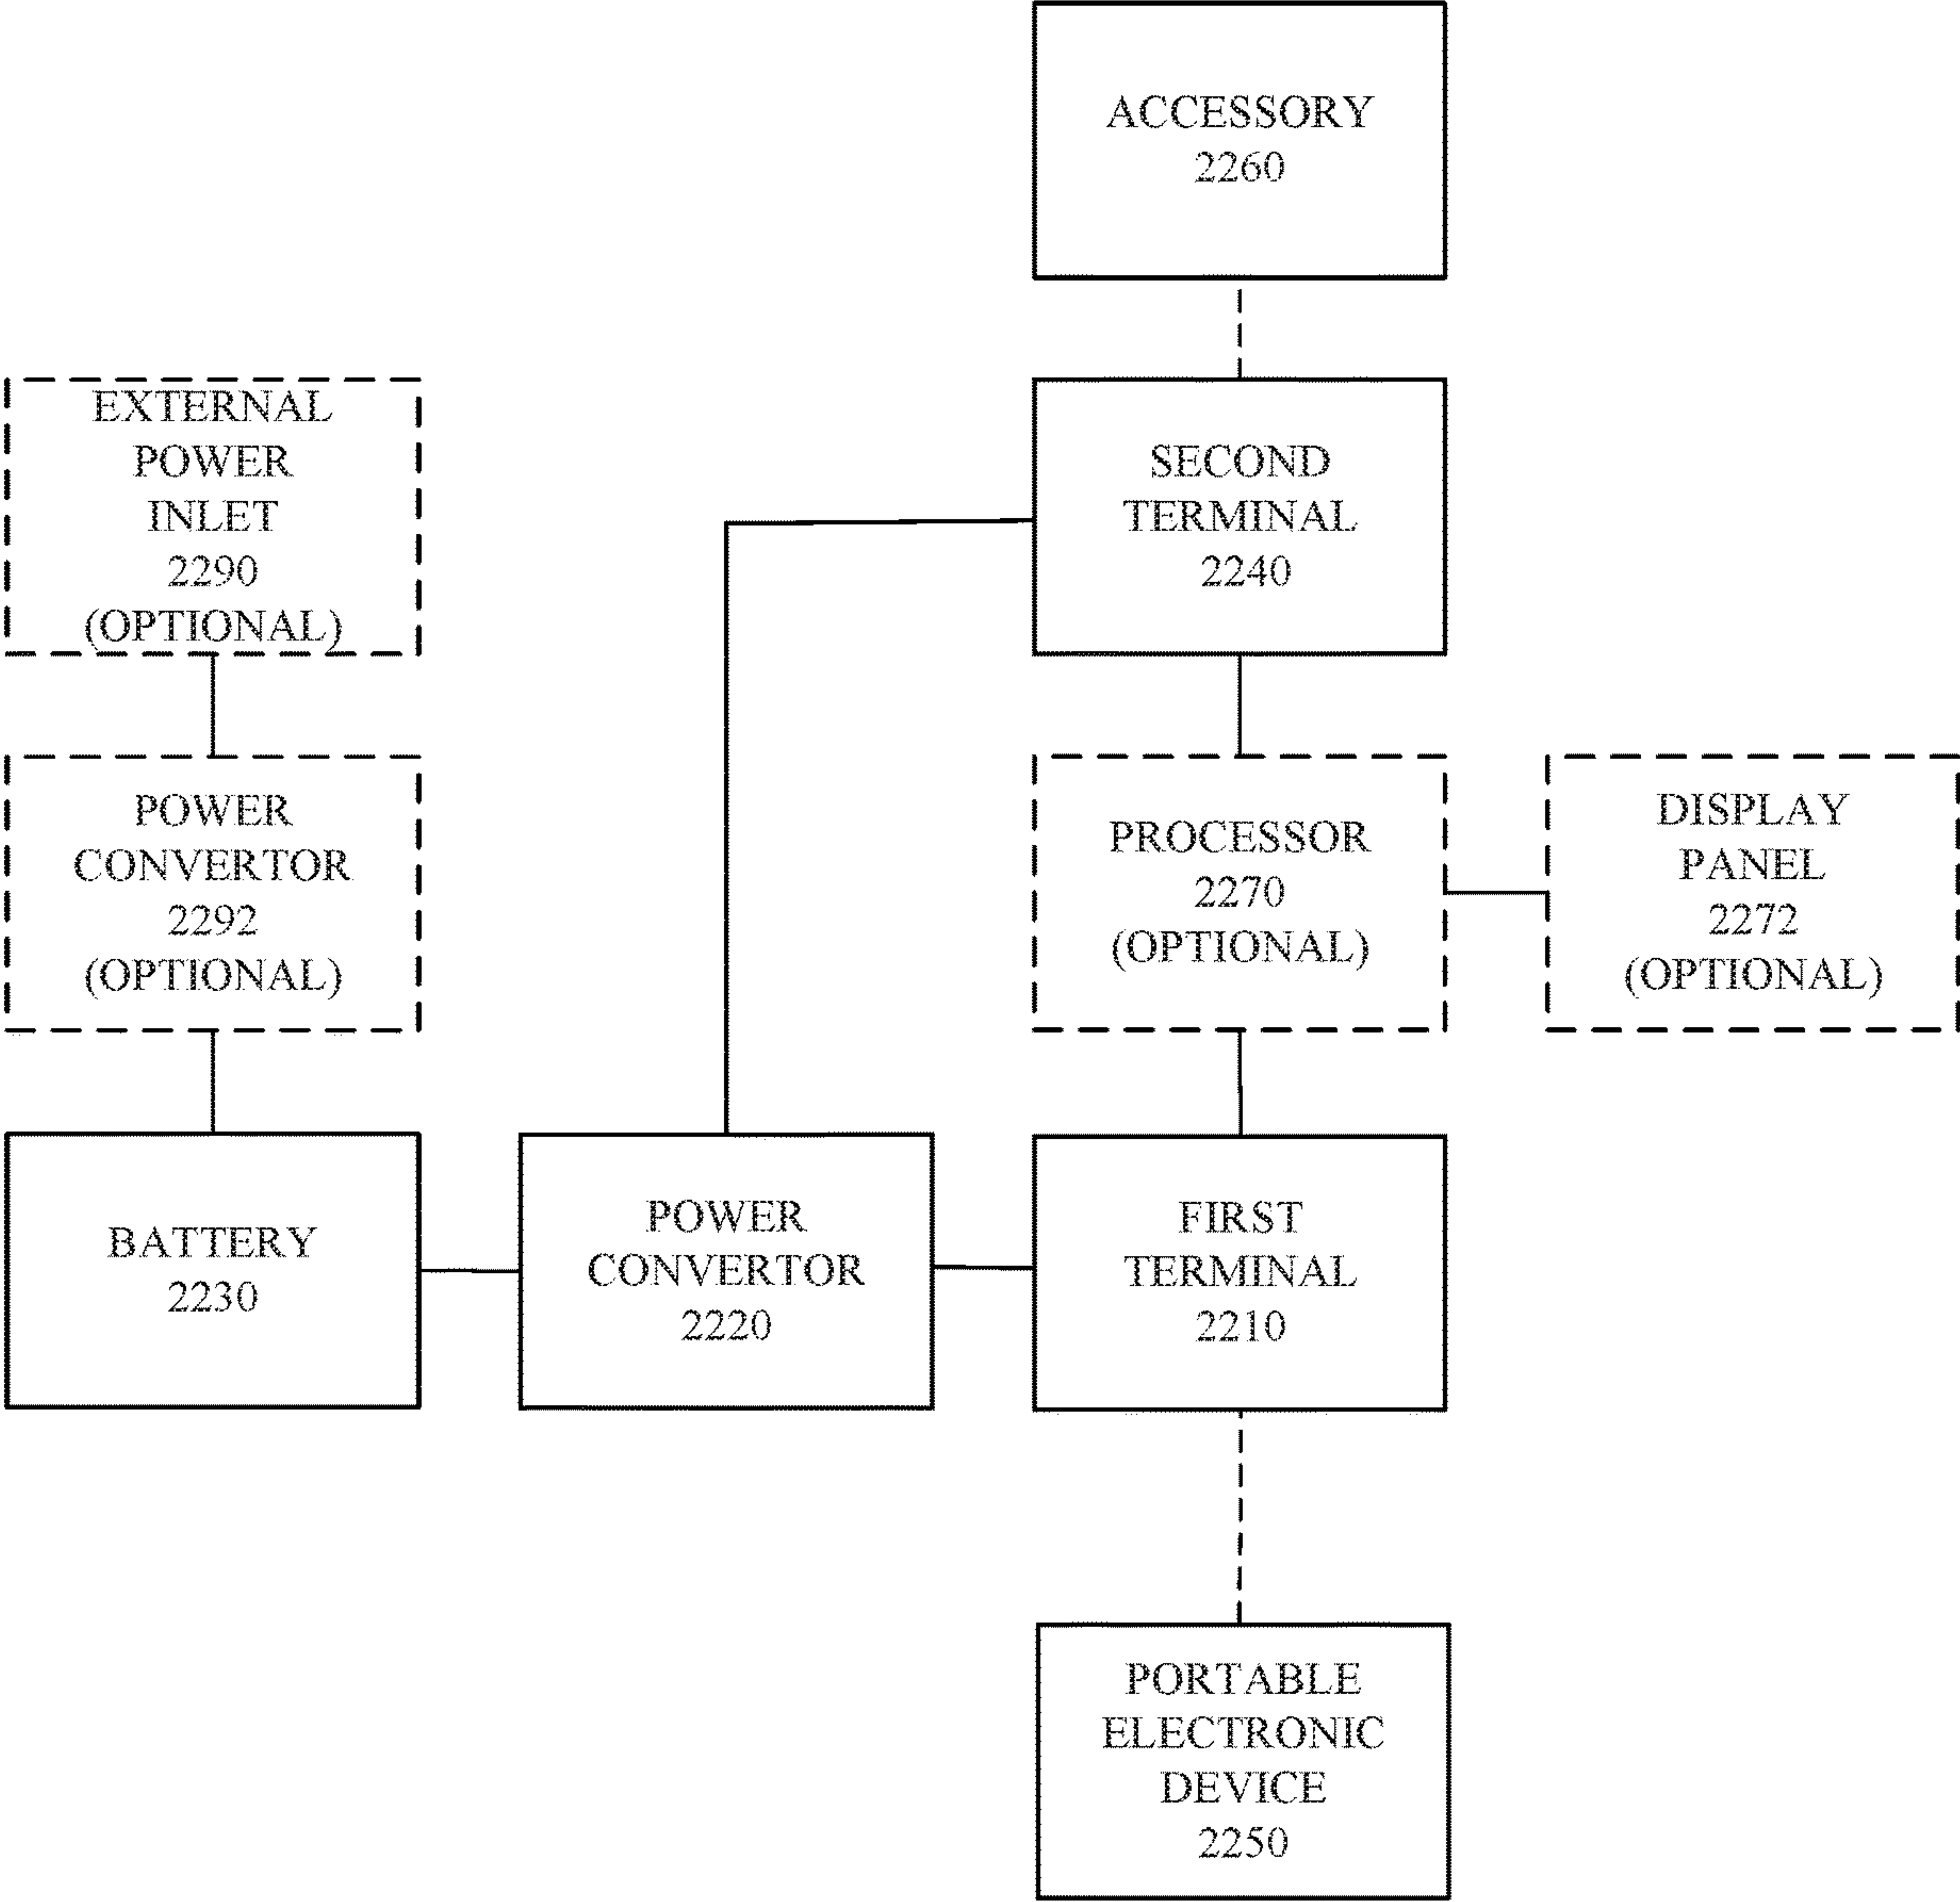 ACCESSORY
2260
EXTERNAL
POWER
INLET
2290
(OPTIONAL)
SECOND
TERMINAL
2240
POWER
CONVERTOR
2292
(OPTIONAL)
PROCESSOR
2270
(OPTIONAL)
DISPLAY
PANEL
2272
(OPTIONAL)
BATTERY
2230
POWER
CONVERTOR
2220
FIRST
TERMINAL
2210
PORTABLE
ELECTRONIC
DEVICE
2250